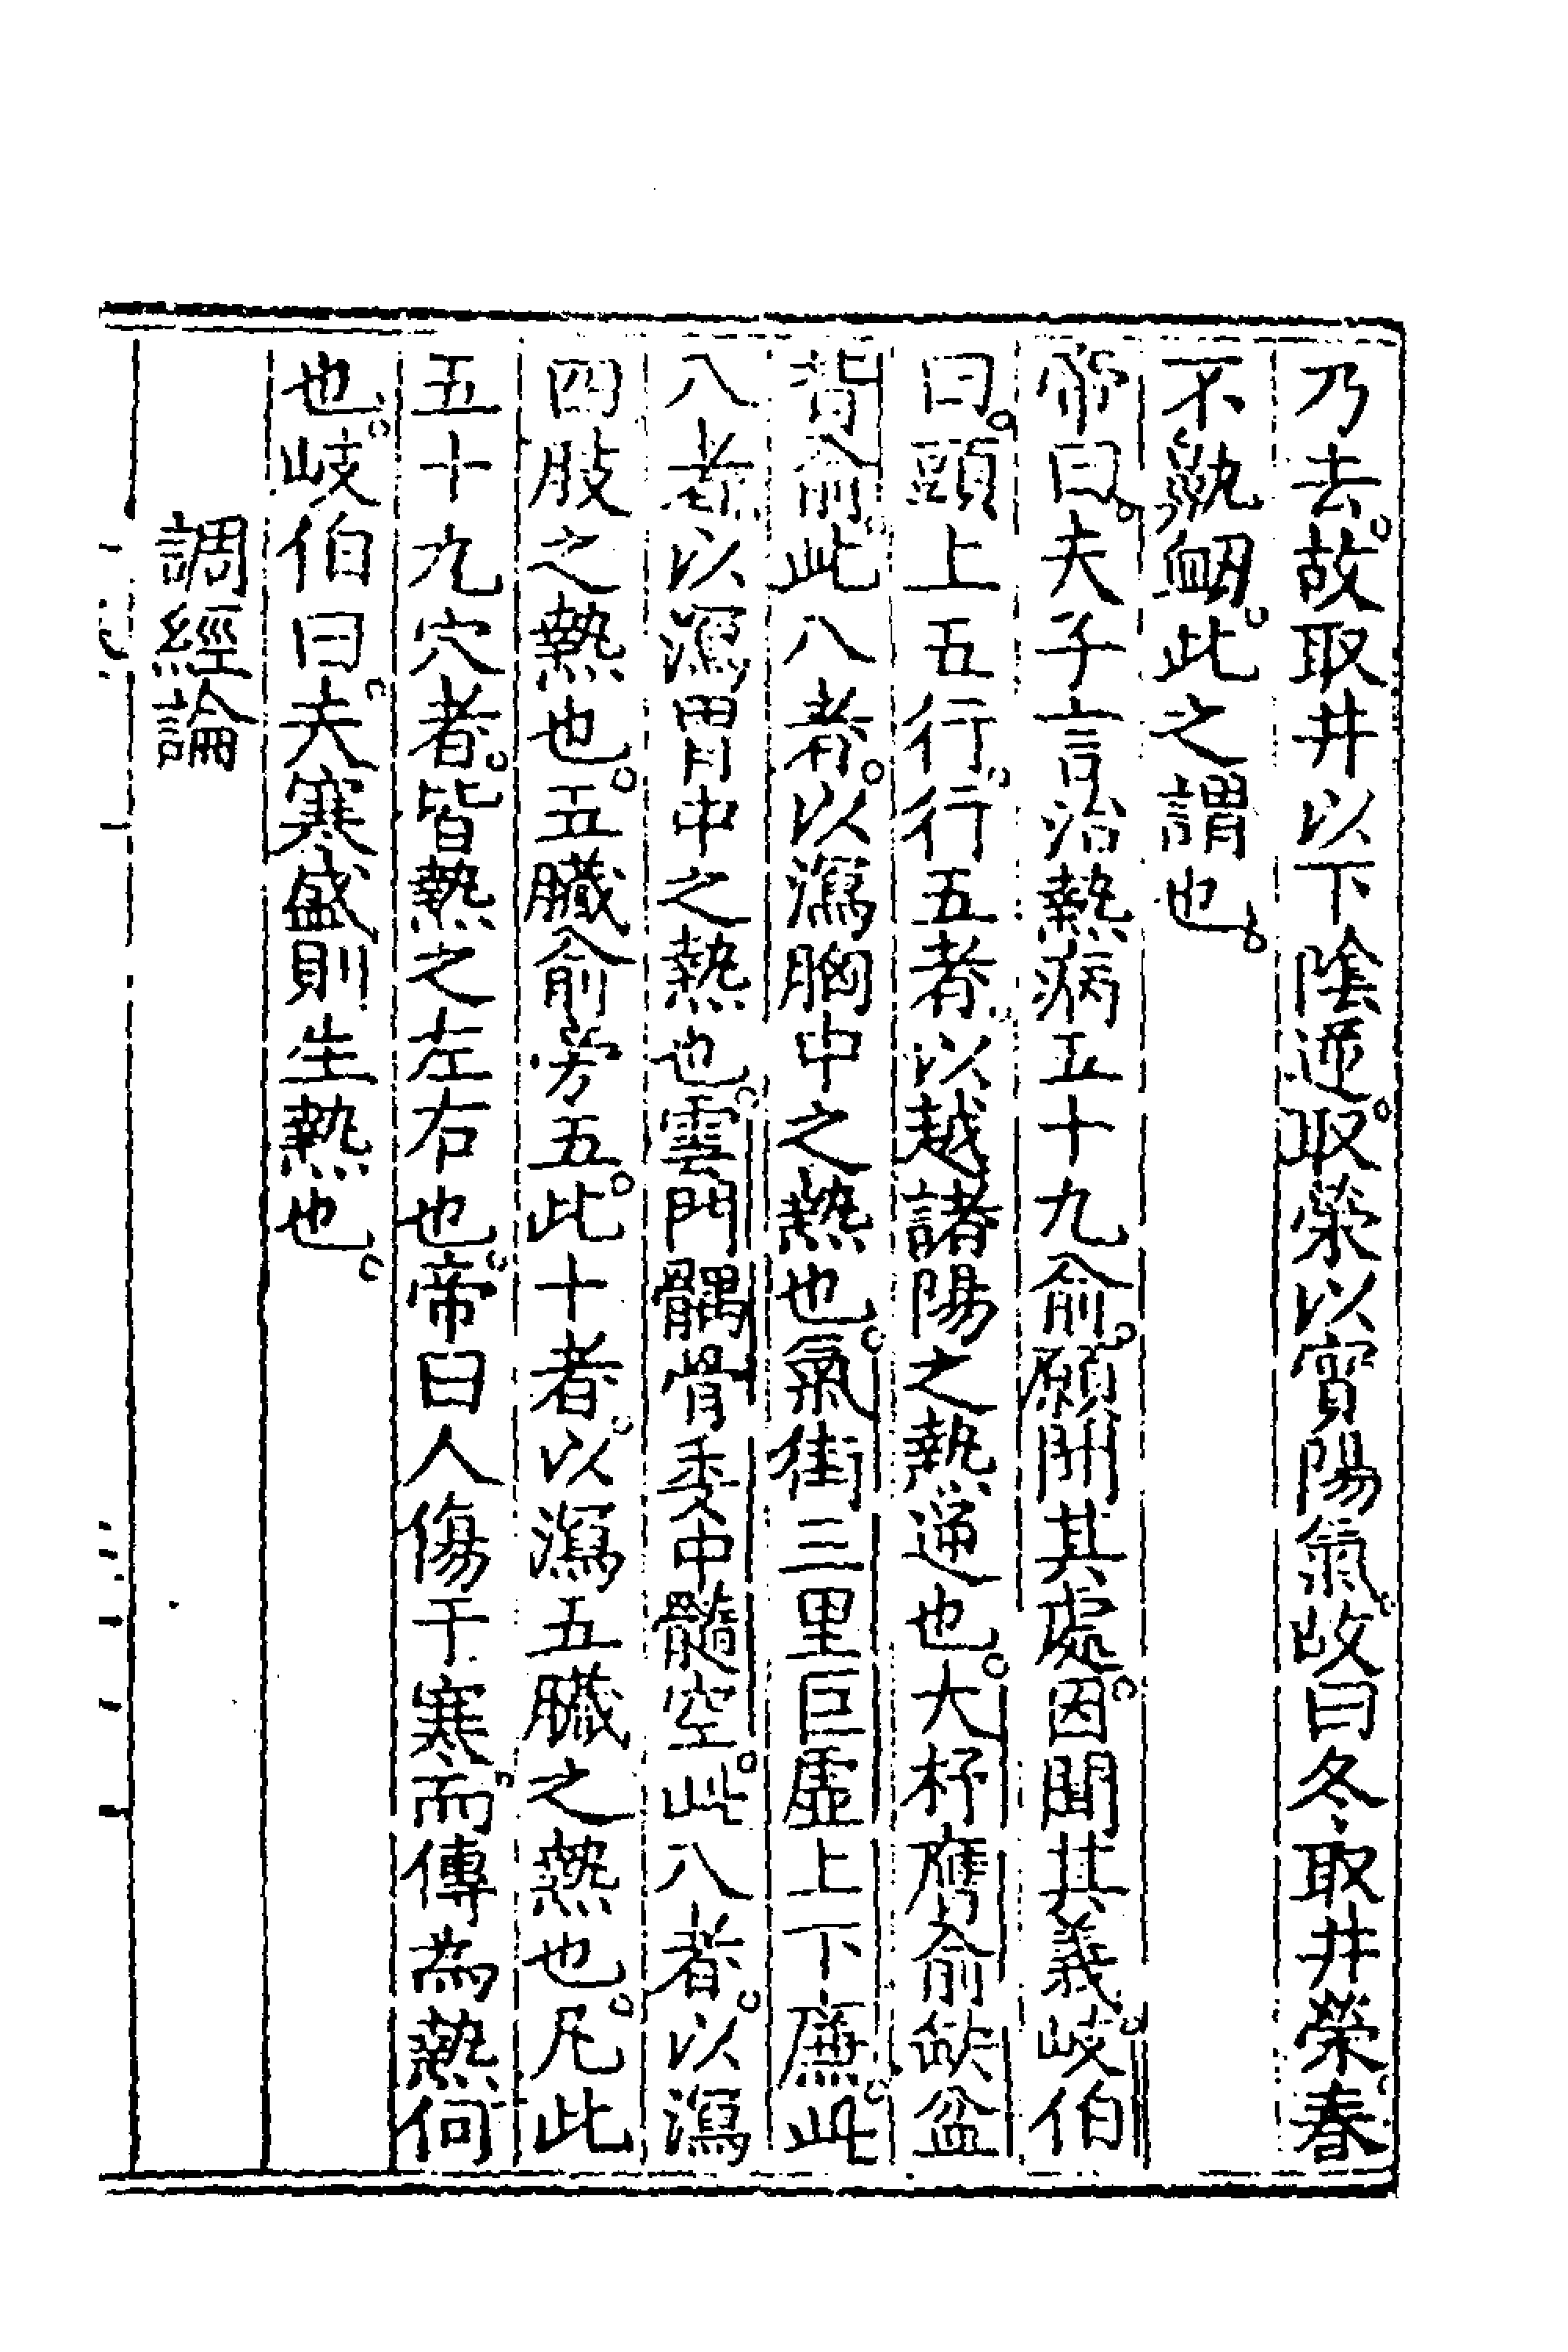 乃去。故取井以下陰逆。取滎以實陽氣。故曰冬取井滎。春
不鼽衂。此之謂也。
帝曰。夫子言治熱病五十九俞。願聞其處。因聞其義。岐伯
曰。頭上五行。行五者。以越諸陽之熱逆也。大杼膺俞缺盆
背俞。此八者。以瀉胸中之熱也。氣街三里巨虛上下廉。此
八者。以瀉胃中之熱也。雲門髃骨委中髓空。此八者。以瀉
四肢之熱也。五臟俞旁五。此十者。以瀉五臟之熱也。凡此
五十九穴者。皆熱之左右也。帝曰人傷于寒。而傳為熱何
也。岐伯曰。夫寒盛則生熱也。
調經論